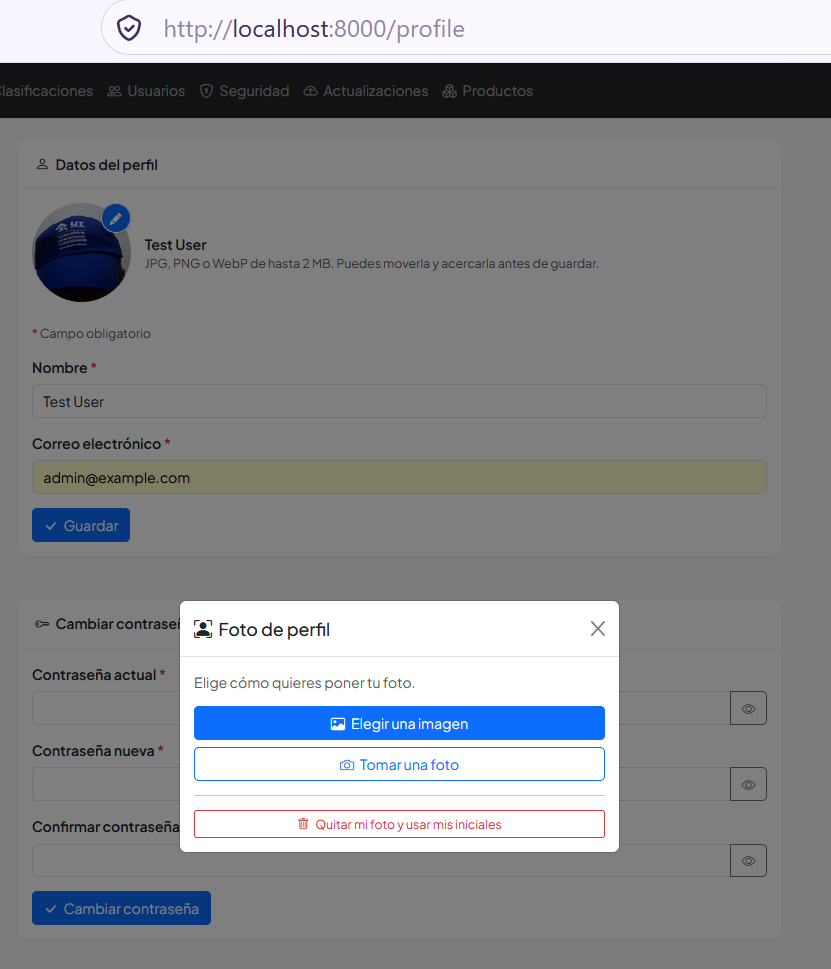 http://localhost:8000/profile
lasificaciones Usuarios Seguridad Actualizaciones Productos
Datos del perfil
MX
Test User
JPG, PNG o WebP de hasta 2 MB. Puedes moverla y acercarla antes de guardar.
* Campo obligatorio
Nombre *
Test User
Correo electrónico *
admin@example.com
Guardar
Cambiar contraseñ
Foto de perfil
Elige cómo quieres poner tu foto.
Contraseña actual *
Elegir una imagen
Contraseña nueva *
Tomar una foto
Confirmar contraseña
Quitar mi foto y usar mis iniciales
Cambiar contraseña